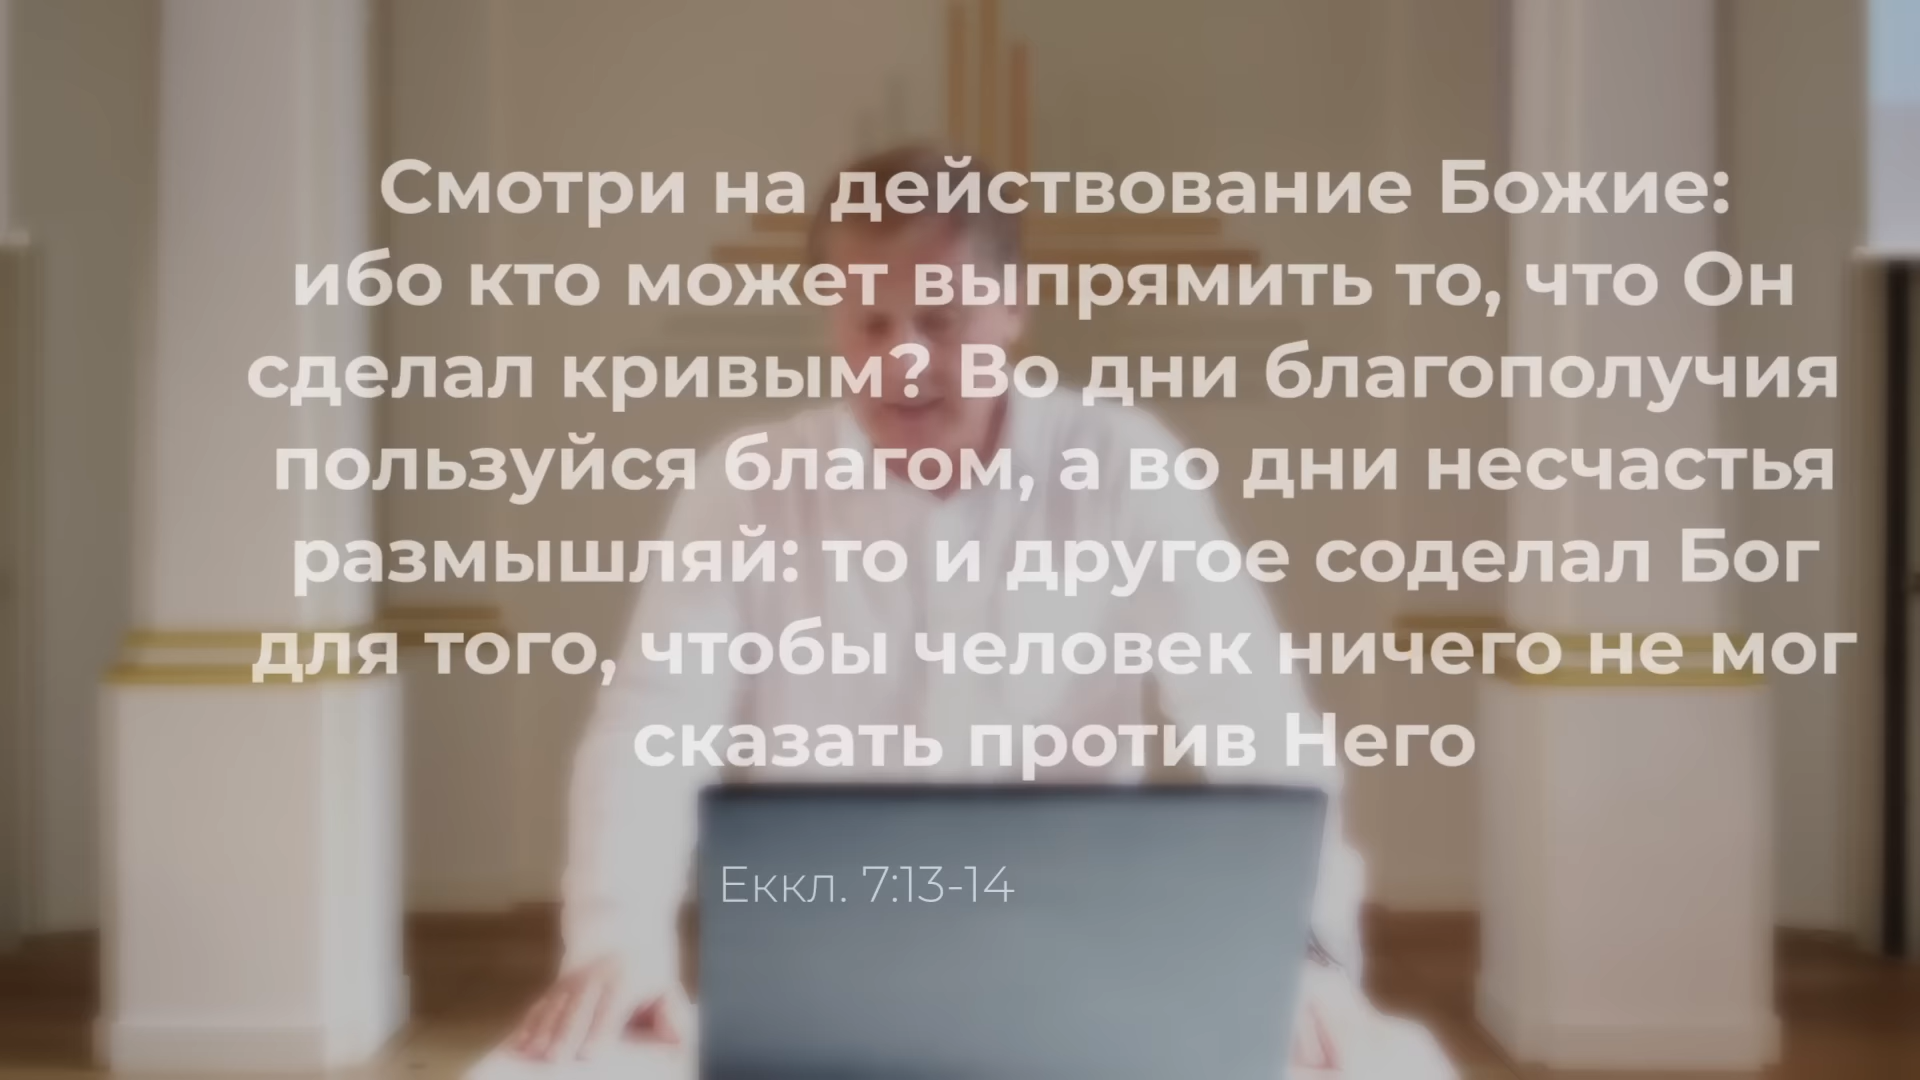 Смотри на действование Божие:
ибо кто может выпрямить то, что Он
сделал кривым? Во дни благополучия
пользуйся благом, а во дни несчастья
размышляй: то и другое соделал Бог
для того, чтобы человек ничего не мог
сказать против Него
Еккл. 7:13-14